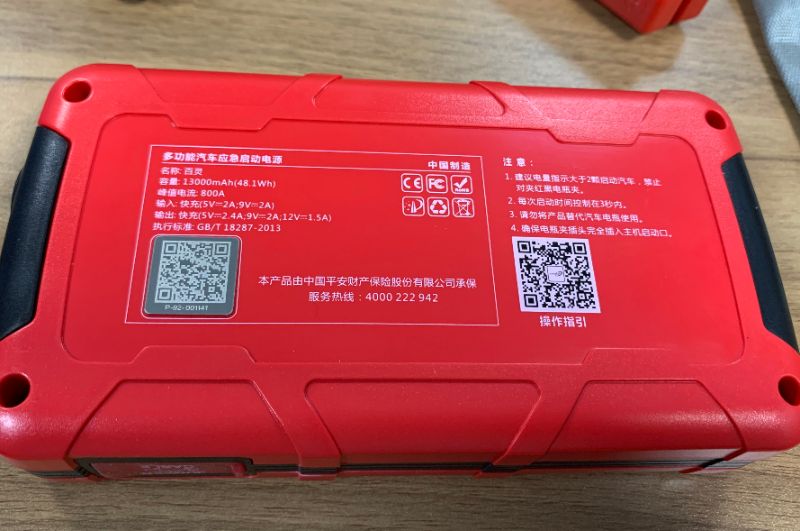 多功能汽车应急启动电源
中国制造
名称: 百灵
容量: 13000mAh(48.1Wh)
峰值电流: 800A
输入: 快充(5V=2A;9V=2A)
输出: 快充(5V=2.4A;9V=2A;12V=1.5A)
执行标准: GB/T 18287-2013
CE FC RoHS
P-82-001141
本产品由中国平安财产保险股份有限公司承保
服务热线：4000 222 942
注 意：
1. 建议电量指示大于2颗启动汽车，禁止
对夹红黑电瓶夹。
2. 每次启动时间控制在3秒内。
3. 请勿将产品替代汽车电瓶使用。
4. 确保电瓶夹插头完全插入主机启动口。
操作指引